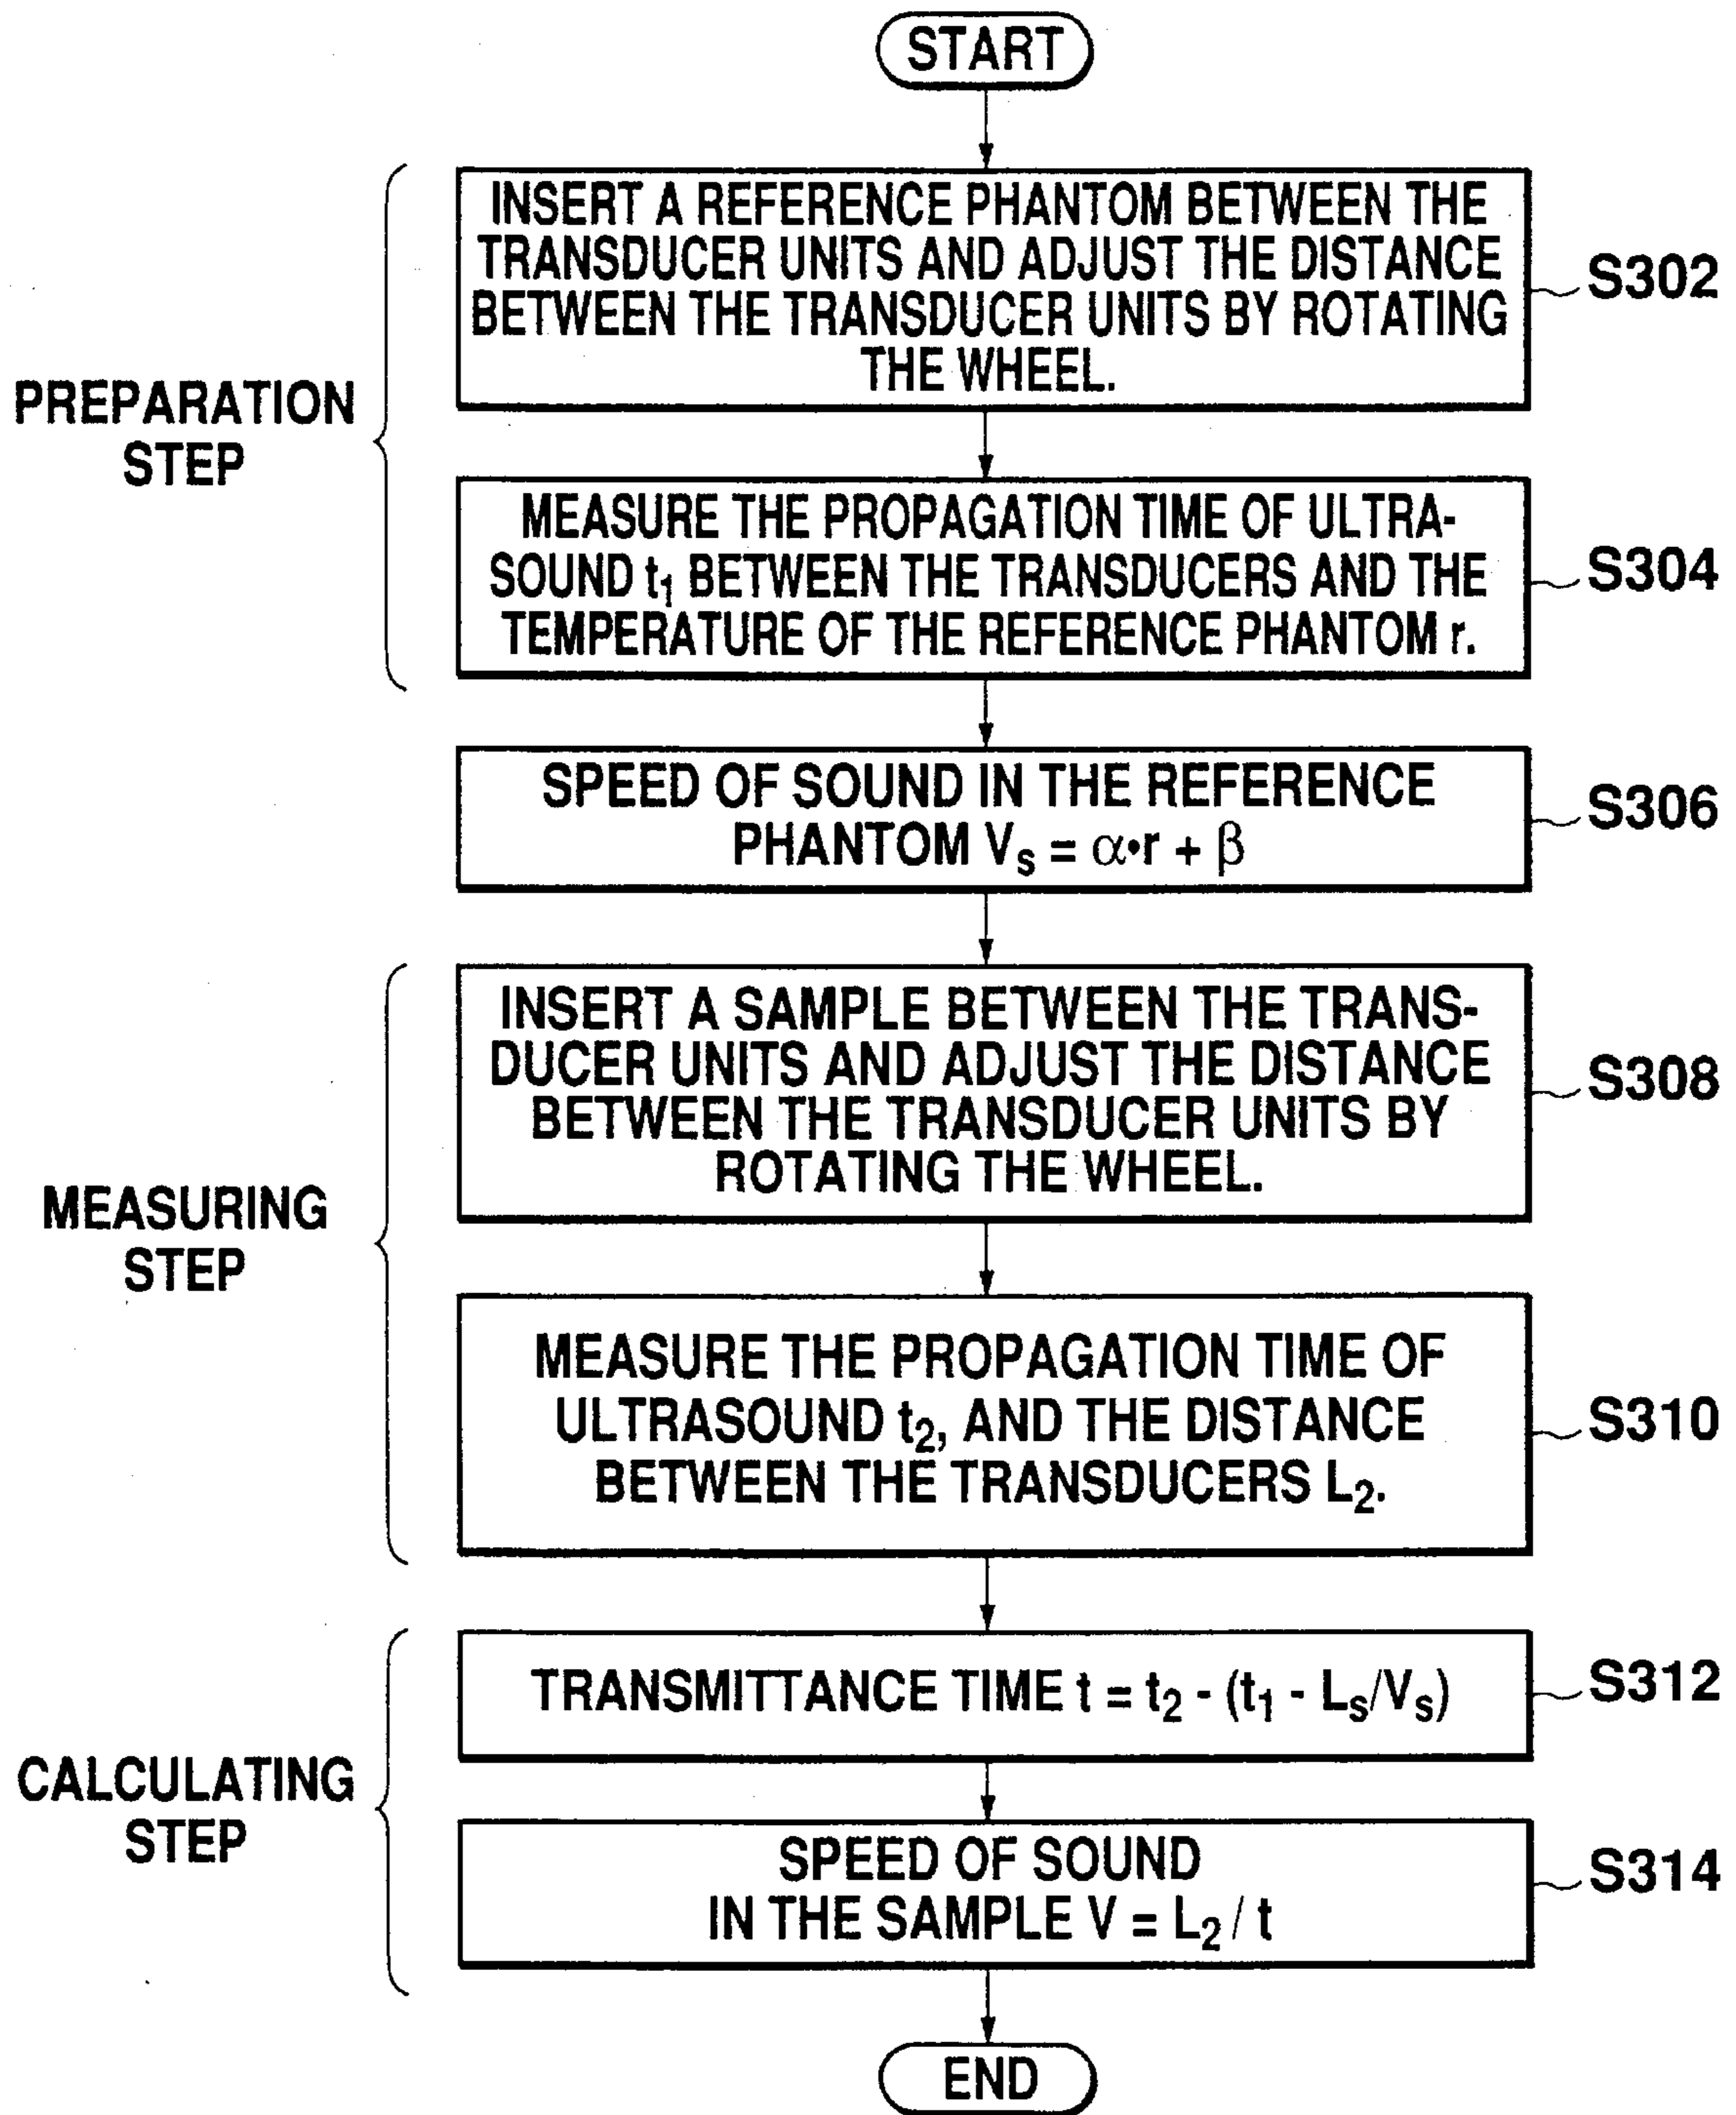 START
INSERT A REFERENCE PHANTOM BETWEEN THE
TRANSDUCER UNITS AND ADJUST THE DISTANCE
BETWEEN THE TRANSDUCER UNITS BY ROTATING
THE WHEEL.
S302
PREPARATION
STEP
MEASURE THE PROPAGATION TIME OF ULTRA-
SOUND t₁ BETWEEN THE TRANSDUCERS AND THE
TEMPERATURE OF THE REFERENCE PHANTOM r.
S304
SPEED OF SOUND IN THE REFERENCE
PHANTOM Vₛ = α•r + β
S306
INSERT A SAMPLE BETWEEN THE TRANS-
DUCER UNITS AND ADJUST THE DISTANCE
BETWEEN THE TRANSDUCER UNITS BY
ROTATING THE WHEEL.
S308
MEASURING
STEP
MEASURE THE PROPAGATION TIME OF
ULTRASOUND t₂, AND THE DISTANCE
BETWEEN THE TRANSDUCERS L₂.
S310
TRANSMITTANCE TIME t = t₂ - (t₁ - Lₛ/Vₛ)
S312
CALCULATING
STEP
SPEED OF SOUND
IN THE SAMPLE V = L₂ / t
S314
END